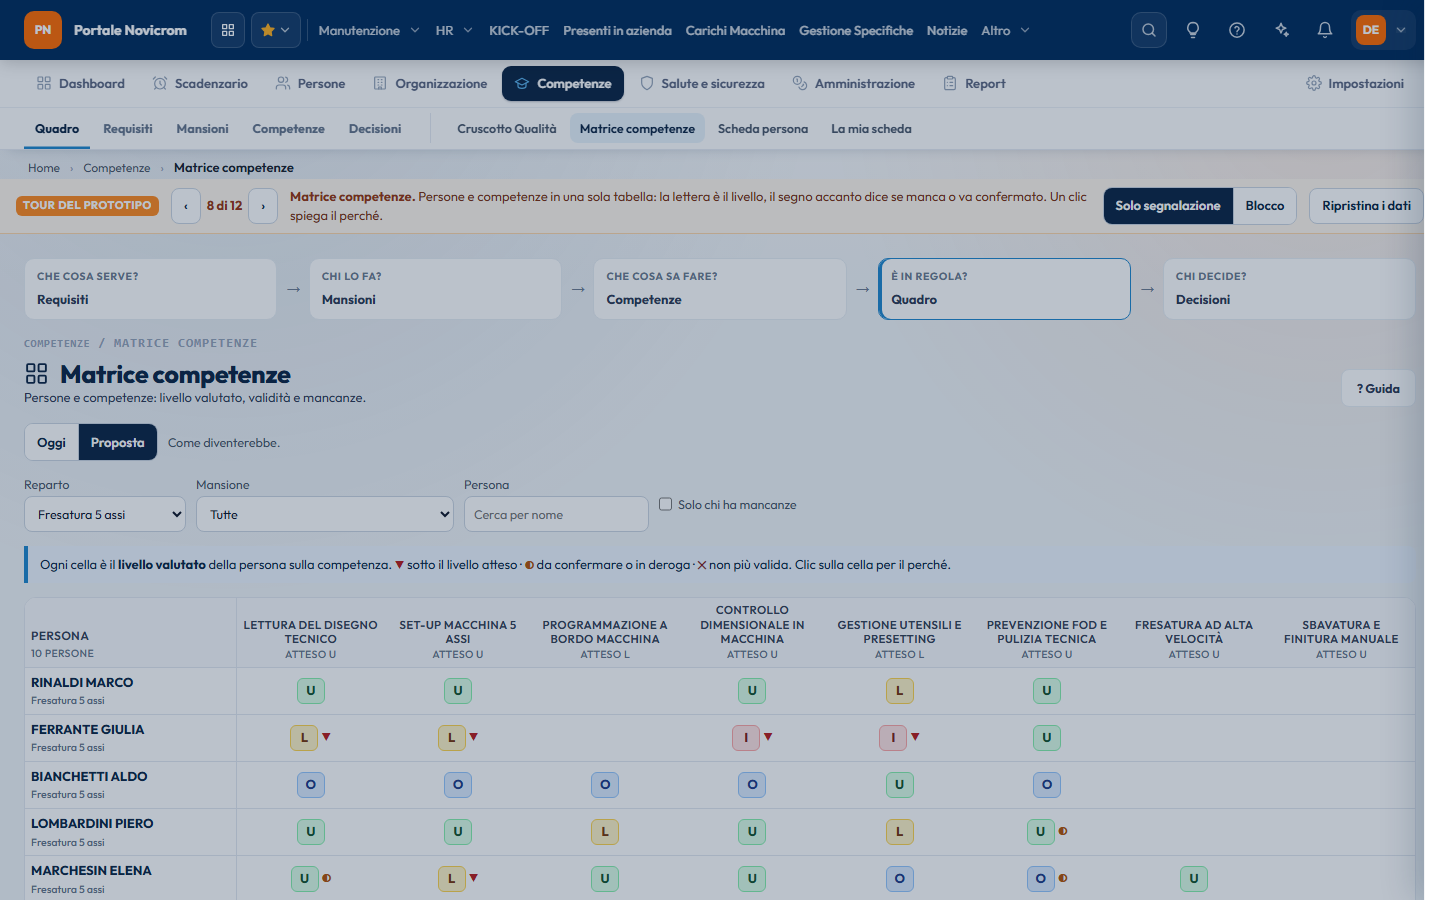 PN Portale Novicrom Manutenzione HR KICK-OFF Presenti in azienda Carichi Macchina Gestione Specifiche Notizie Altro DE
Dashboard Scadenzario Persone Organizzazione Competenze Salute e sicurezza Amministrazione Report Impostazioni
Quadro Requisiti Mansioni Competenze Decisioni Cruscotto Qualità Matrice competenze Scheda persona La mia scheda
Home › Competenze › Matrice competenze
TOUR DEL PROTOTIPO ‹ 8 di 12 › Matrice competenze. Persone e competenze in una sola tabella: la lettera è il livello, il segno accanto dice se manca o va confermato. Un clic
spiega il perché.
Solo segnalazione Blocco Ripristina i dati
CHE COSA SERVE?
Requisiti
→
CHI LO FA?
Mansioni
→
CHE COSA SA FARE?
Competenze
→
È IN REGOLA?
Quadro
→
CHI DECIDE?
Decisioni
COMPETENZE / MATRICE COMPETENZE
Matrice competenze
Persone e competenze: livello valutato, validità e mancanze.
? Guida
Oggi Proposta Come diventerebbe.
Reparto Mansione Persona
Fresatura 5 assi Tutte Cerca per nome Solo chi ha mancanze
Ogni cella è il livello valutato della persona sulla competenza. ▼ sotto il livello atteso · ◐ da confermare o in deroga · ✕ non più valida. Clic sulla cella per il perché.
PERSONA
10 PERSONE
LETTURA DEL DISEGNO
TECNICO
ATTESO U
SET-UP MACCHINA 5
ASSI
ATTESO U
PROGRAMMAZIONE A
BORDO MACCHINA
ATTESO L
CONTROLLO
DIMENSIONALE IN
MACCHINA
ATTESO U
GESTIONE UTENSILI E
PRESETTING
ATTESO L
PREVENZIONE FOD E
PULIZIA TECNICA
ATTESO U
FRESATURA AD ALTA
VELOCITÀ
ATTESO U
SBAVATURA E
FINITURA MANUALE
ATTESO U
RINALDI MARCO
Fresatura 5 assi
U U U L U
FERRANTE GIULIA
Fresatura 5 assi
L ▼ L ▼ I ▼ I ▼ U
BIANCHETTI ALDO
Fresatura 5 assi
O O O O U O
LOMBARDINI PIERO
Fresatura 5 assi
U U L U L U ◐
MARCHESIN ELENA
Fresatura 5 assi
U ◐ L ▼ U U O O ◐ U